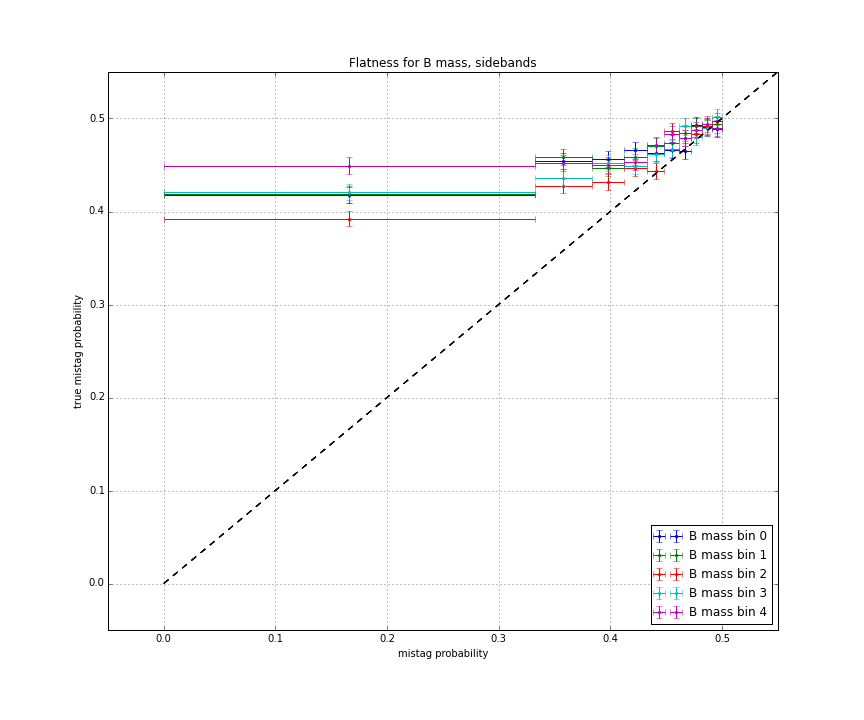 Flatness for B mass, sidebands
true mistag probability
0.5
0.4
0.3
0.2
0.1
0.0
0.0 0.1 0.2 0.3 0.4 0.5
mistag probability
B mass bin 0
B mass bin 1
B mass bin 2
B mass bin 3
B mass bin 4